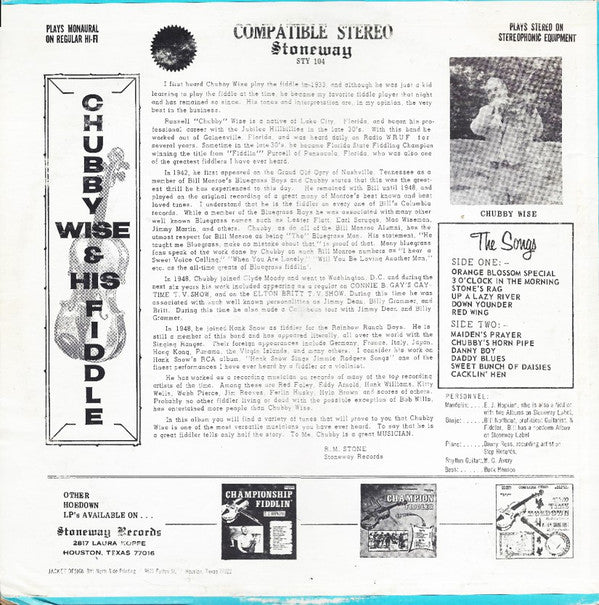 PLAYS MONAURAL
ON REGULAR HI-FI
COMPATIBLE STEREO
Stoneway
STY 104
PLAYS STEREO ON
STEREOPHONIC EQUIPMENT
CHUBBY
WISE
&
HIS
FIDDLE
I first heard Chubby Wise play the fiddle in 1933, and although he was just a kid
learning to play the fiddle at the time, he became my favorite fiddle player that night
and has remained so since. His tones and interpretation are, in my opinion, the very
best in the business.
Russell "Chubby" Wise is a native of Lake City, Florida, and began his pro-
fessional career with the Jubilee Hillbillies in the late 30's. With this band he
worked out of Gainesville, Florida, and was heard daily on Radio WRUF for
several years. Sometime in the late 30's, he became Florida State Fiddling Champion
winning the title from "Fiddlin'" Purcell of Pensacola, Florida, who was also one
of the greatest fiddlers I have ever heard.
In 1942, he first appeared on the Grand Old Opry of Nashville, Tennessee as a
member of Bill Monroe's Bluegrass Boys and Chubby states that this was the great-
est thrill he has experienced to this day. He remained with Bill until 1948, and
played on the original recording of a great many of Monroe's best known and best
loved tunes. I understand that he is the fiddler on every one of Bill's Columbia
records. While a member of the Bluegrass Boys he was associated with many other
well known Bluegrass names such as Lester Flatt, Earl Scruggs, Mac Wiseman,
Jimmy Martin, and others. Chubby, as do all of the Bill Monroe Alumni, has the
utmost respect for Bill Monroe as being "The" Bluegrass Man. His statement, "He
taught me Bluegrass, make no mistake about that," is proof of that. Many bluegrass
fans speak of the work done by Chubby on such Bill Monroe numbers as "I hear a
Sweet Voice Calling," "When You Are Lonely," "Will You Be Loving Another Man,"
etc. as the all-time greats of Bluegrass fiddlin'.
In 1948, Chubby joined Clyde Moody and went to Washington, D.C. and during the
next six years his work included appearing as a regular on CONNIE B. GAY'S GAY-
TIME T.V. SHOW, and on the ELTON BRITT T.V. SHOW. During this time he was
associated with such well known personalities as Jimmy Dean, Billy Grammer, and
Britt. During this time he also made a Caribbean tour with Jimmy Dean, and Billy
Grammer.
In 1948, he joined Hank Snow as fiddler for the Rainbow Ranch Boys. He is
still a member of this band and has appeared literally, all over the world with the
Singing Ranger. Their foreign appearances include Germany, France, Italy, Japan,
Hong Kong, Panama, the Virgin Islands, and many others. I consider his work on
Hank Snow's RCA album, "Hank Snow Sings Jimmie Rodgers Songs" as one of the
finest performances I have ever heard by a fiddler or a violinist.
He has worked as a recording musician on records of many of the top recording
artists of the time. Among these are Red Foley, Eddy Arnold, Hank Williams, Kitty
Wells, Webb Pierce, Jim Reeves, Ferlin Husky, Hylo Brown and scores of others.
Probably no other fiddler living or dead with the possible exception of Bob Wills,
has entertained more people than Chubby Wise.
In this album you will find a variety of tunes that will prove to you that Chubby
Wise is one of the most versatile musicians you have ever heard. To say that he is
a great fiddler tells only half the story. To Me, Chubby is a great MUSICIAN.
R.M. STONE
Stoneway Records
CHUBBY WISE
The Songs
SIDE ONE:-
ORANGE BLOSSOM SPECIAL
3 O'CLOCK IN THE MORNING
STONE'S RAG
UP A LAZY RIVER
DOWN YOUNDER
RED WING
SIDE TWO:-
MAIDEN'S PRAYER
CHUBBY'S HORN PIPE
DANNY BOY
DADDY BLUES
SWEET BUNCH OF DAISIES
CACKLIN' HEN
PERSONNEL:
OTHER
HOEDOWN
LP's AVAILABLE ON...
Stoneway Records
2817 LAURA KOPPE
HOUSTON, TEXAS 77016
CHAMPIONSHIP
FIDDLIN'
CHAMPION
JACKET DESIGN: